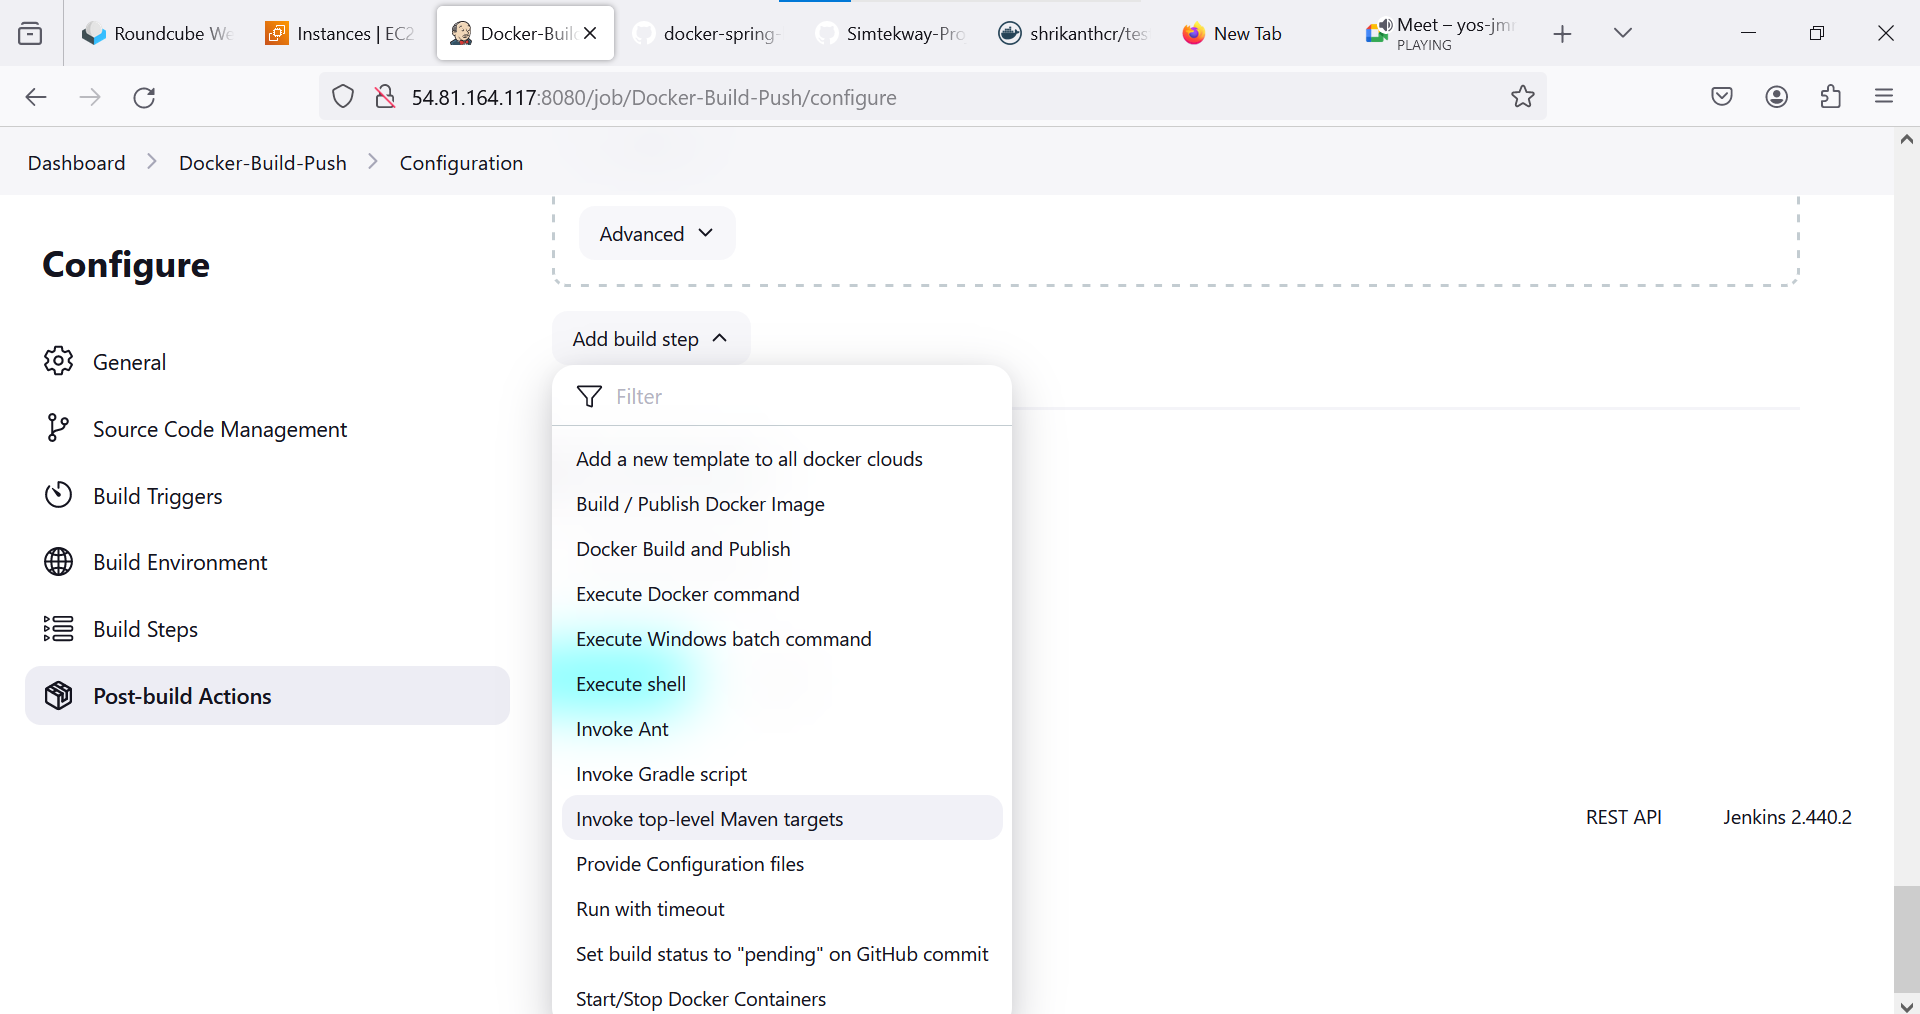 Roundcube We
Instances | EC2
Docker-Build
docker-spring-
Simtekway-Pro
shrikanthcr/tes
New Tab
Meet – yos-jm
PLAYING
54.81.164.117:8080/job/Docker-Build-Push/configure
Dashboard
Docker-Build-Push
Configuration
Configure
General
Source Code Management
Build Triggers
Build Environment
Build Steps
Post-build Actions
Advanced
Add build step
Filter
Add a new template to all docker clouds
Build / Publish Docker Image
Docker Build and Publish
Execute Docker command
Execute Windows batch command
Execute shell
Invoke Ant
Invoke Gradle script
Invoke top-level Maven targets
Provide Configuration files
Run with timeout
Set build status to "pending" on GitHub commit
Start/Stop Docker Containers
REST API
Jenkins 2.440.2